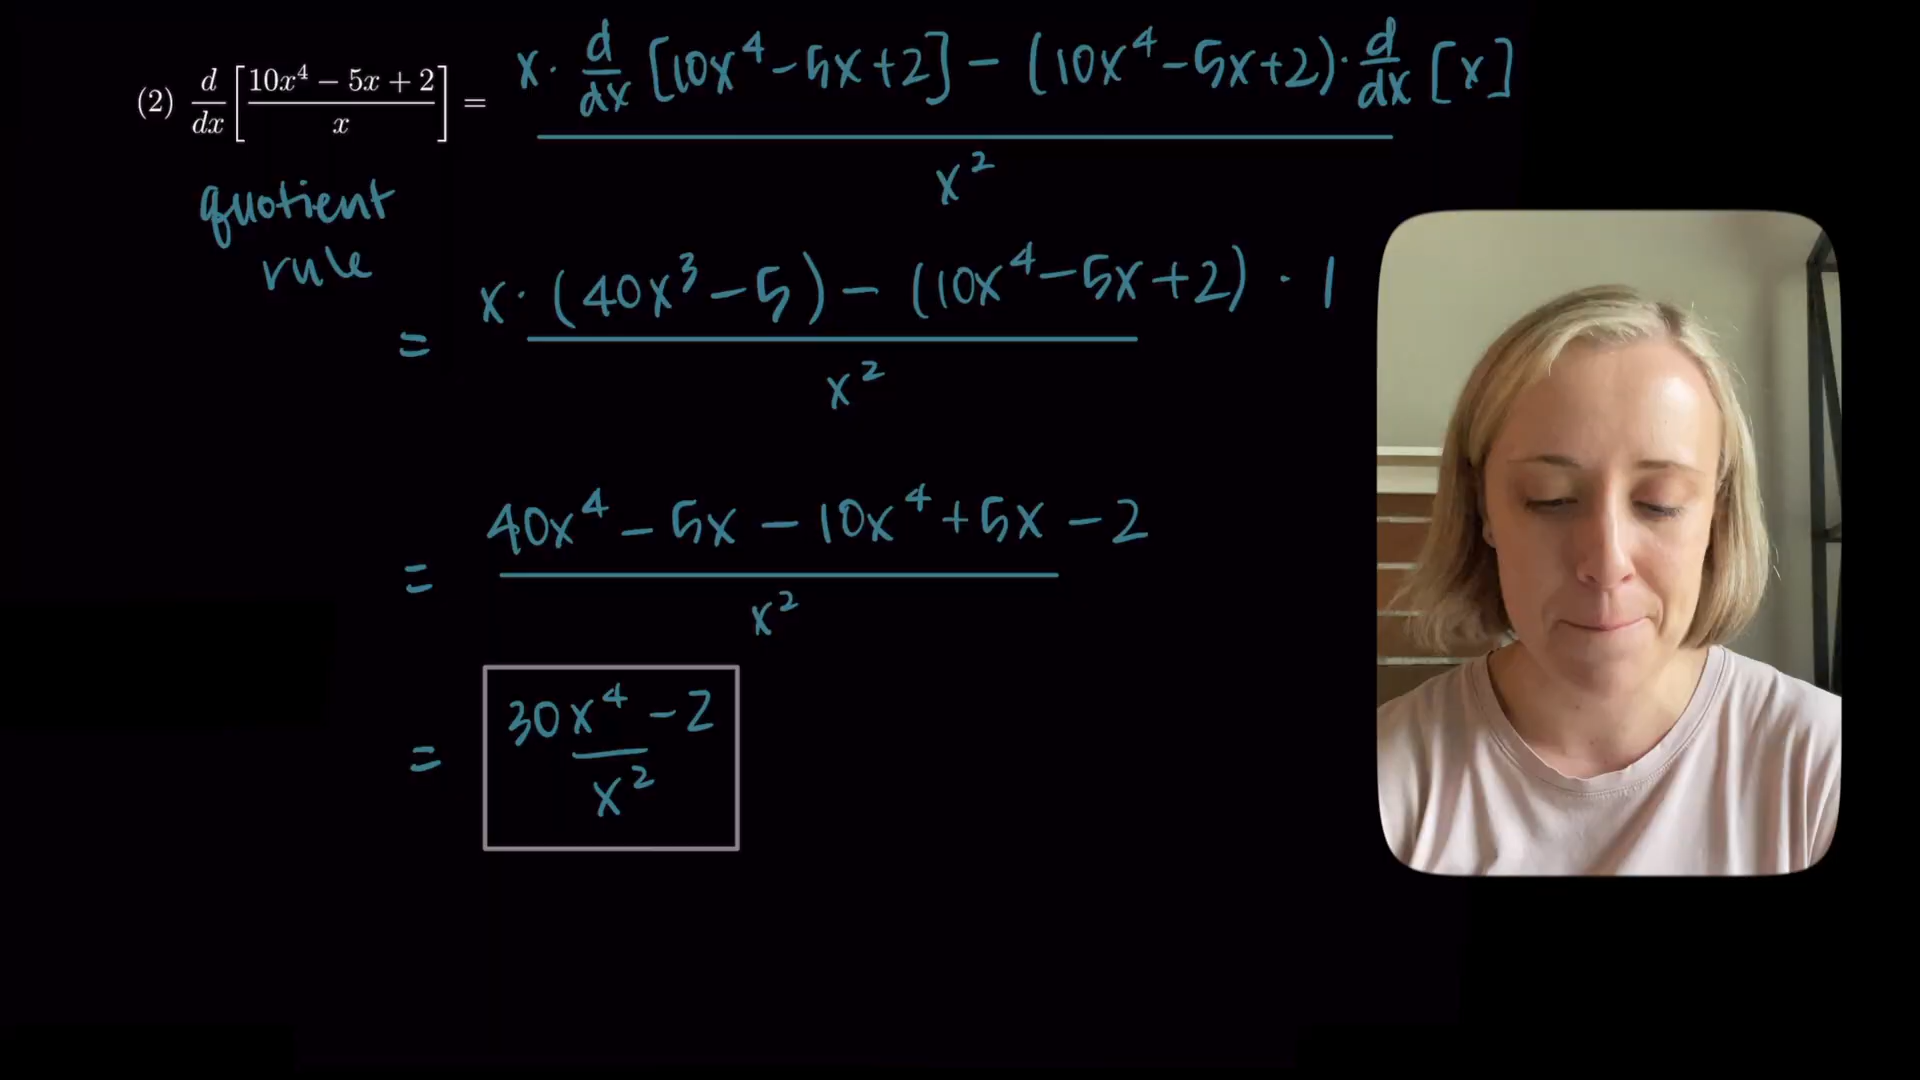 (2) d/dx [ (10x⁴ − 5x + 2) / x ] = (x · d/dx [10x⁴ − 5x + 2] − (10x⁴ − 5x + 2) · d/dx [x]) / x²
quotient
rule
= (x · (40x³ − 5) − (10x⁴ − 5x + 2) · 1) / x²
= (40x⁴ − 5x − 10x⁴ + 5x − 2) / x²
= (30x⁴ − 2) / x²